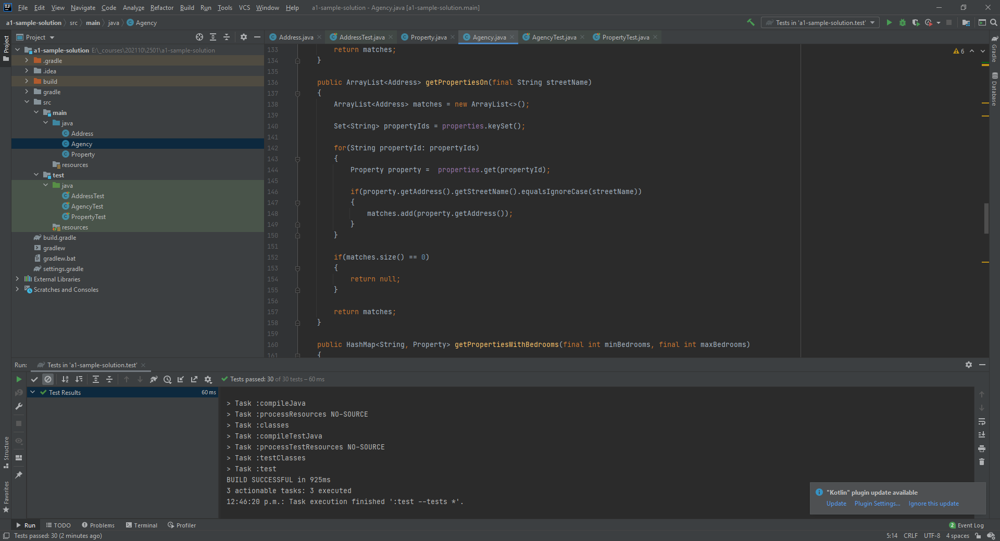 File Edit View Navigate Code Analyze Refactor Build Run Tools VCS Window Help a1-sample-solution - Agency.java [a1-sample-solution.main]
a1-sample-solution src main java Agency
Tests in 'a1-sample-solution.test'
Project
Project
a1-sample-solution E:\_courses\202110\2501\a1-sample-solution
.gradle
.idea
build
gradle
src
main
java
Address
Agency
Property
resources
test
java
AddressTest
AgencyTest
PropertyTest
resources
build.gradle
gradlew
gradlew.bat
settings.gradle
External Libraries
Scratches and Consoles
Address.java AddressTest.java Property.java Agency.java AgencyTest.java PropertyTest.java
6
133 return matches;
134 }
135
136 public ArrayList<Address> getPropertiesOn(final String streetName)
137 {
138 ArrayList<Address> matches = new ArrayList<>();
139
140 Set<String> propertyIds = properties.keySet();
141
142 for(String propertyId: propertyIds)
143 {
144 Property property =  properties.get(propertyId);
145
146 if(property.getAddress().getStreetName().equalsIgnoreCase(streetName))
147 {
148 matches.add(property.getAddress());
149 }
150 }
151
152 if(matches.size() == 0)
153 {
154 return null;
155 }
156
157 return matches;
158 }
159
160 public HashMap<String, Property> getPropertiesWithBedrooms(final int minBedrooms, final int maxBedrooms)
161 {
Gradle
Database
Run: Tests in 'a1-sample-solution.test'
Tests passed: 30 of 30 tests – 60 ms
Test Results 60 ms
> Task :compileJava
> Task :processResources NO-SOURCE
> Task :classes
> Task :compileTestJava
> Task :processTestResources NO-SOURCE
> Task :testClasses
> Task :test
BUILD SUCCESSFUL in 925ms
3 actionable tasks: 3 executed
12:46:20 p.m.: Task execution finished ':test --tests *'.
Structure
Favorites
"Kotlin" plugin update available
Update Plugin Settings... Ignore this update
Run TODO Problems Terminal Profiler
2 Event Log
Tests passed: 30 (2 minutes ago)
5:14 CRLF UTF-8 4 spaces